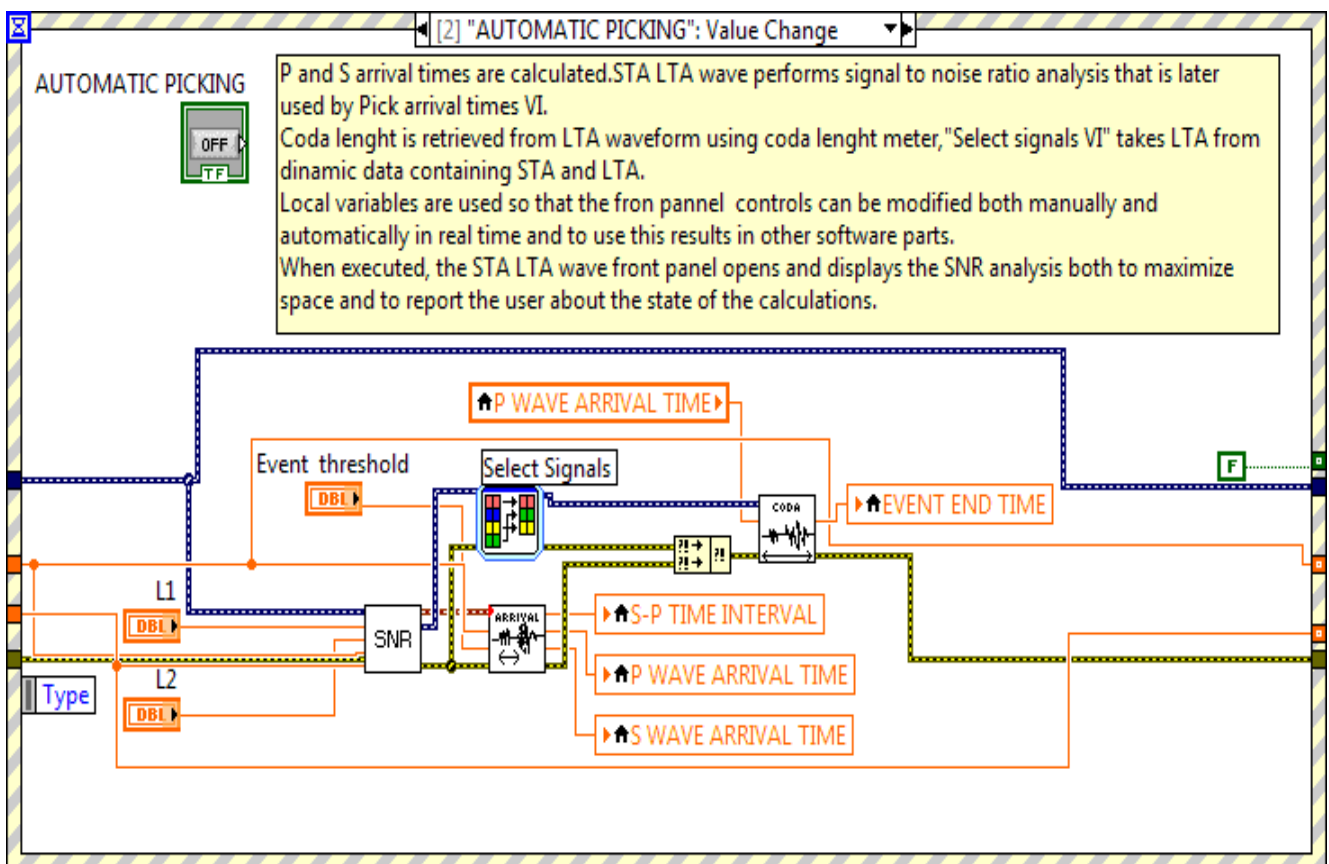 [2] "AUTOMATIC PICKING": Value Change
AUTOMATIC PICKING
OFF
TF
P and S arrival times are calculated.STA LTA wave performs signal to noise ratio analysis that is later
used by Pick arrival times VI.
Coda lenght is retrieved from LTA waveform using coda lenght meter,"Select signals VI" takes LTA from
dinamic data containing STA and LTA.
Local variables are used so that the fron pannel controls can be modified both manually and
automatically in real time and to use this results in other software parts.
When executed, the STA LTA wave front panel opens and displays the SNR analysis both to maximize
space and to report the user about the state of the calculations.
P WAVE ARRIVAL TIME
Event threshold
DBL
Select Signals
F
CODA
EVENT END TIME
?!
?!
?!
L1
DBL
SNR
ARRIVAL
S-P TIME INTERVAL
P WAVE ARRIVAL TIME
L2
DBL
Type
S WAVE ARRIVAL TIME